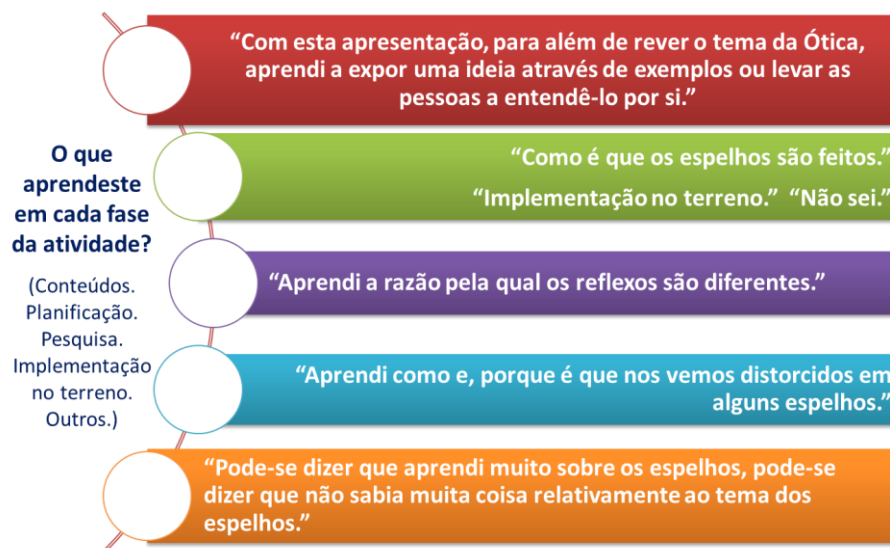 O que
aprendeste
em cada fase
da atividade?
(Conteúdos.
Planificação.
Pesquisa.
Implementação
no terreno.
Outros.)
“Com esta apresentação, para além de rever o tema da Ótica,
aprendi a expor uma ideia através de exemplos ou levar as
pessoas a entendê-lo por si.”
“Como é que os espelhos são feitos.”
“Implementação no terreno.” “Não sei.”
“Aprendi a razão pela qual os reflexos são diferentes.”
“Aprendi como e, porque é que nos vemos distorcidos em
alguns espelhos.”
“Pode-se dizer que aprendi muito sobre os espelhos, pode-se
dizer que não sabia muita coisa relativamente ao tema dos
espelhos.”